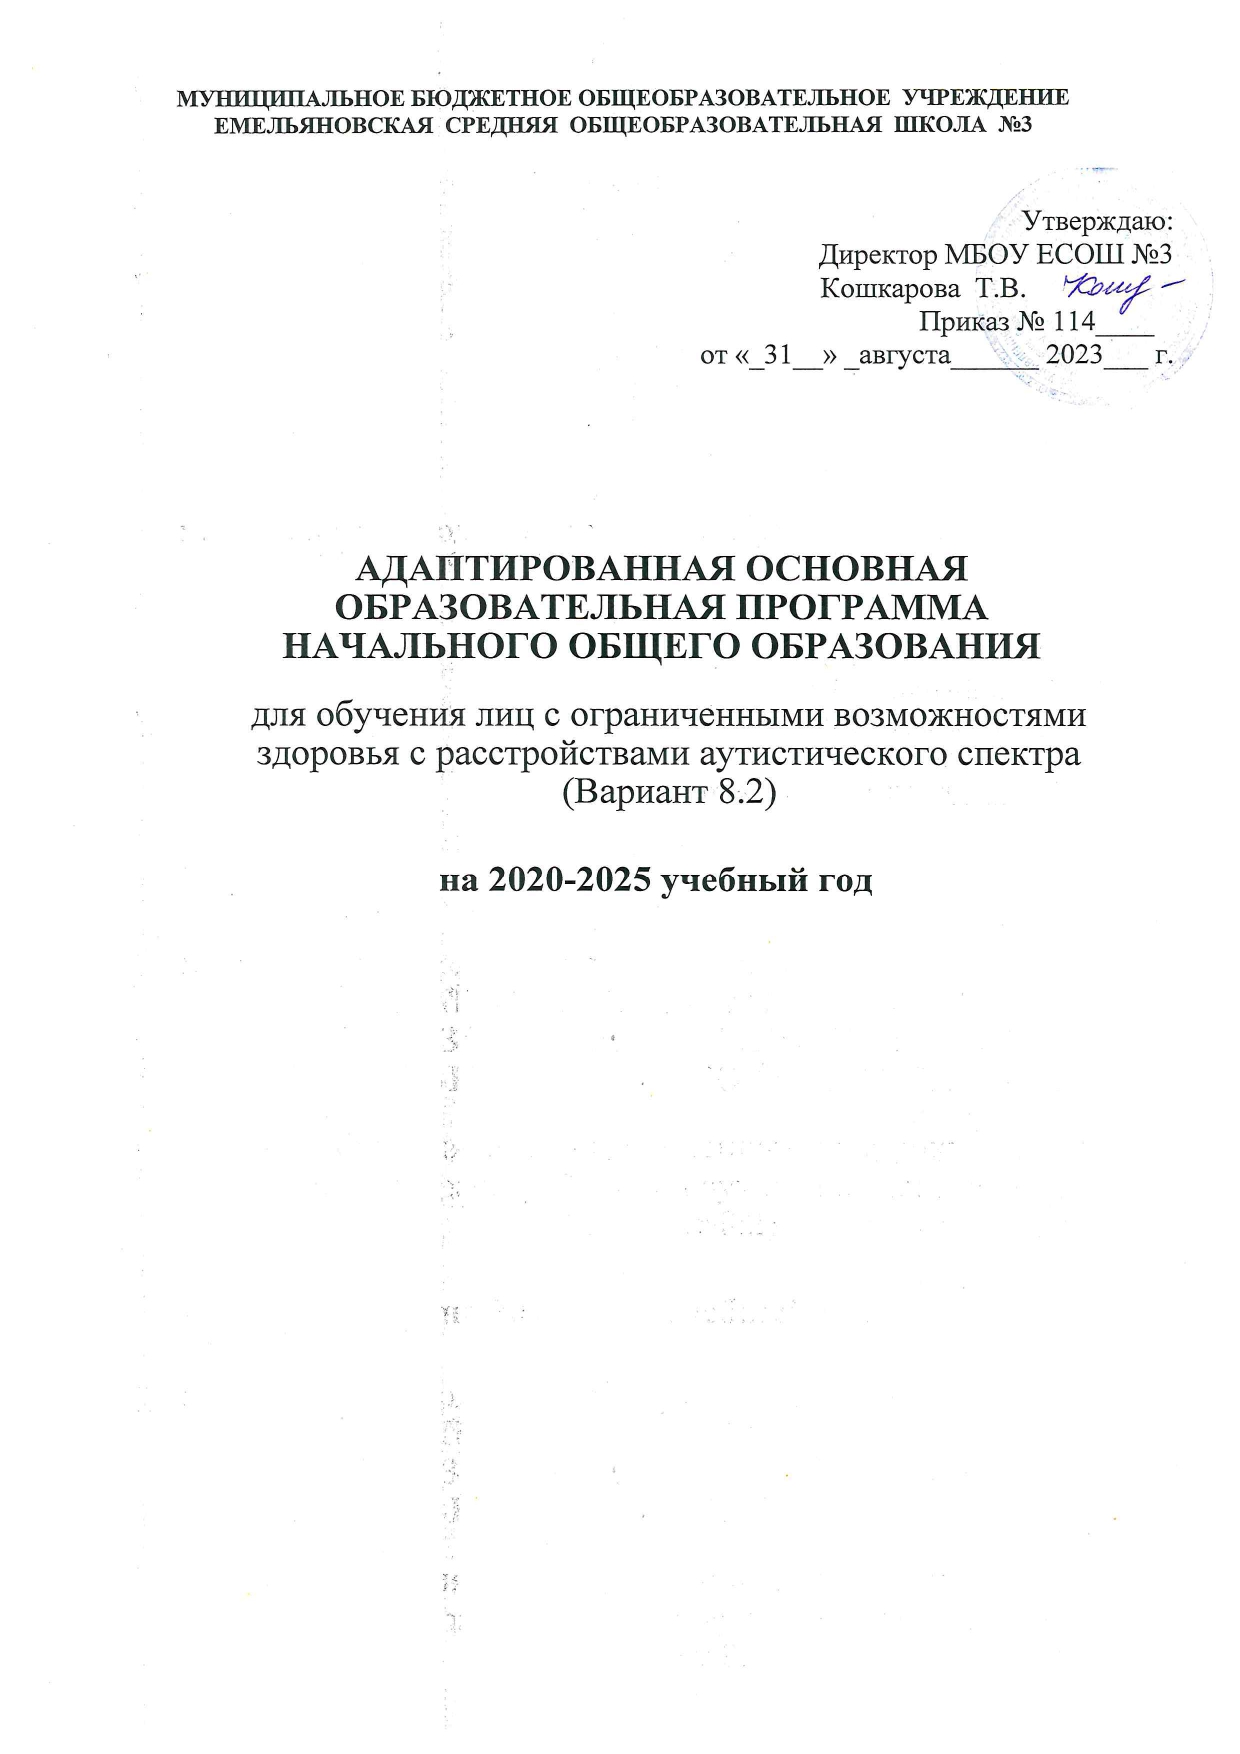 МУНИЦИПАЛЬНОЕ БЮДЖЕТНОЕ ОБЩЕОБРАЗОВАТЕЛЬНОЕ УЧРЕЖДЕНИЕ
ЕМЕЛЬЯНОВСКАЯ СРЕДНЯЯ ОБЩЕОБРАЗОВАТЕЛЬНАЯ ШКОЛА №3
Утверждаю:
Директор МБОУ ЕСОШ №3
Кошкарова Т.В.
Приказ № 114____
от «_31__» _августа______ 2023___ г.
АДАПТИРОВАННАЯ ОСНОВНАЯ
ОБРАЗОВАТЕЛЬНАЯ ПРОГРАММА
НАЧАЛЬНОГО ОБЩЕГО ОБРАЗОВАНИЯ
для обучения лиц с ограниченными возможностями
здоровья с расстройствами аутистического спектра
(Вариант 8.2)
на 2020-2025 учебный год